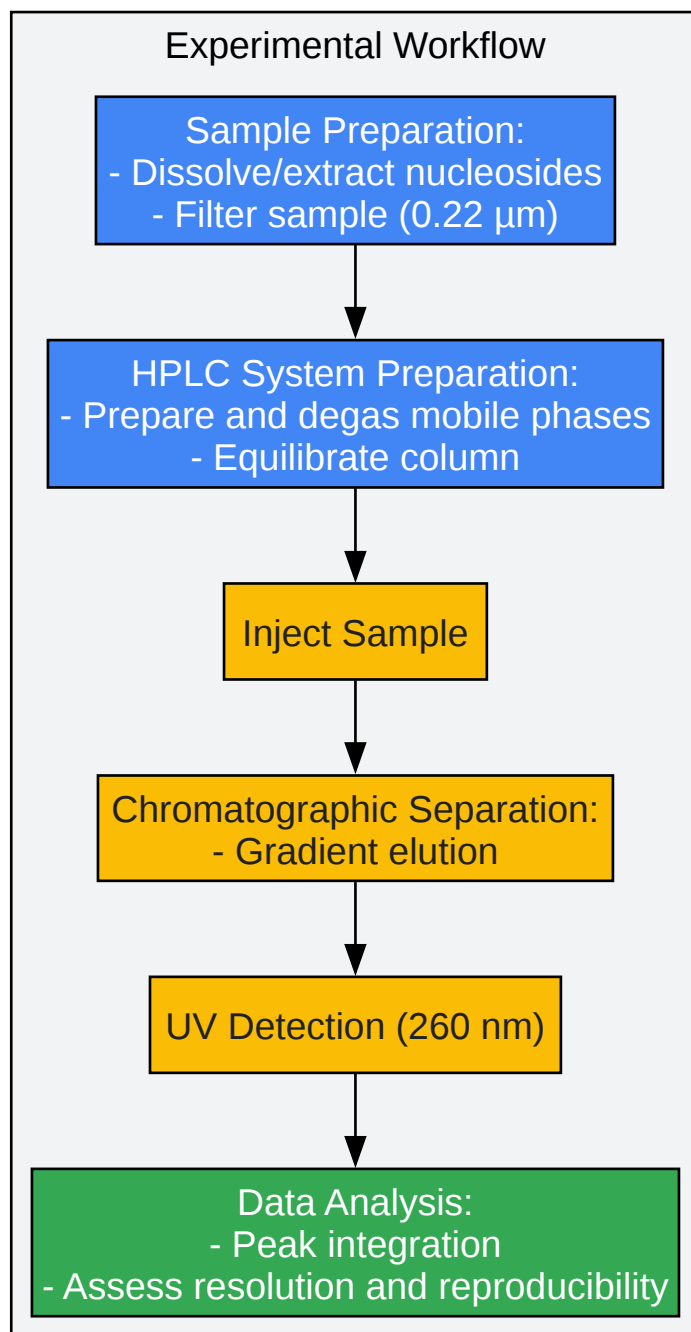 Experimental Workflow
Sample Preparation:
- Dissolve/extract nucleosides
- Filter sample (0.22 µm)
HPLC System Preparation:
- Prepare and degas mobile phases
- Equilibrate column
Inject Sample
Chromatographic Separation:
- Gradient elution
UV Detection (260 nm)
Data Analysis:
- Peak integration
- Assess resolution and reproducibility